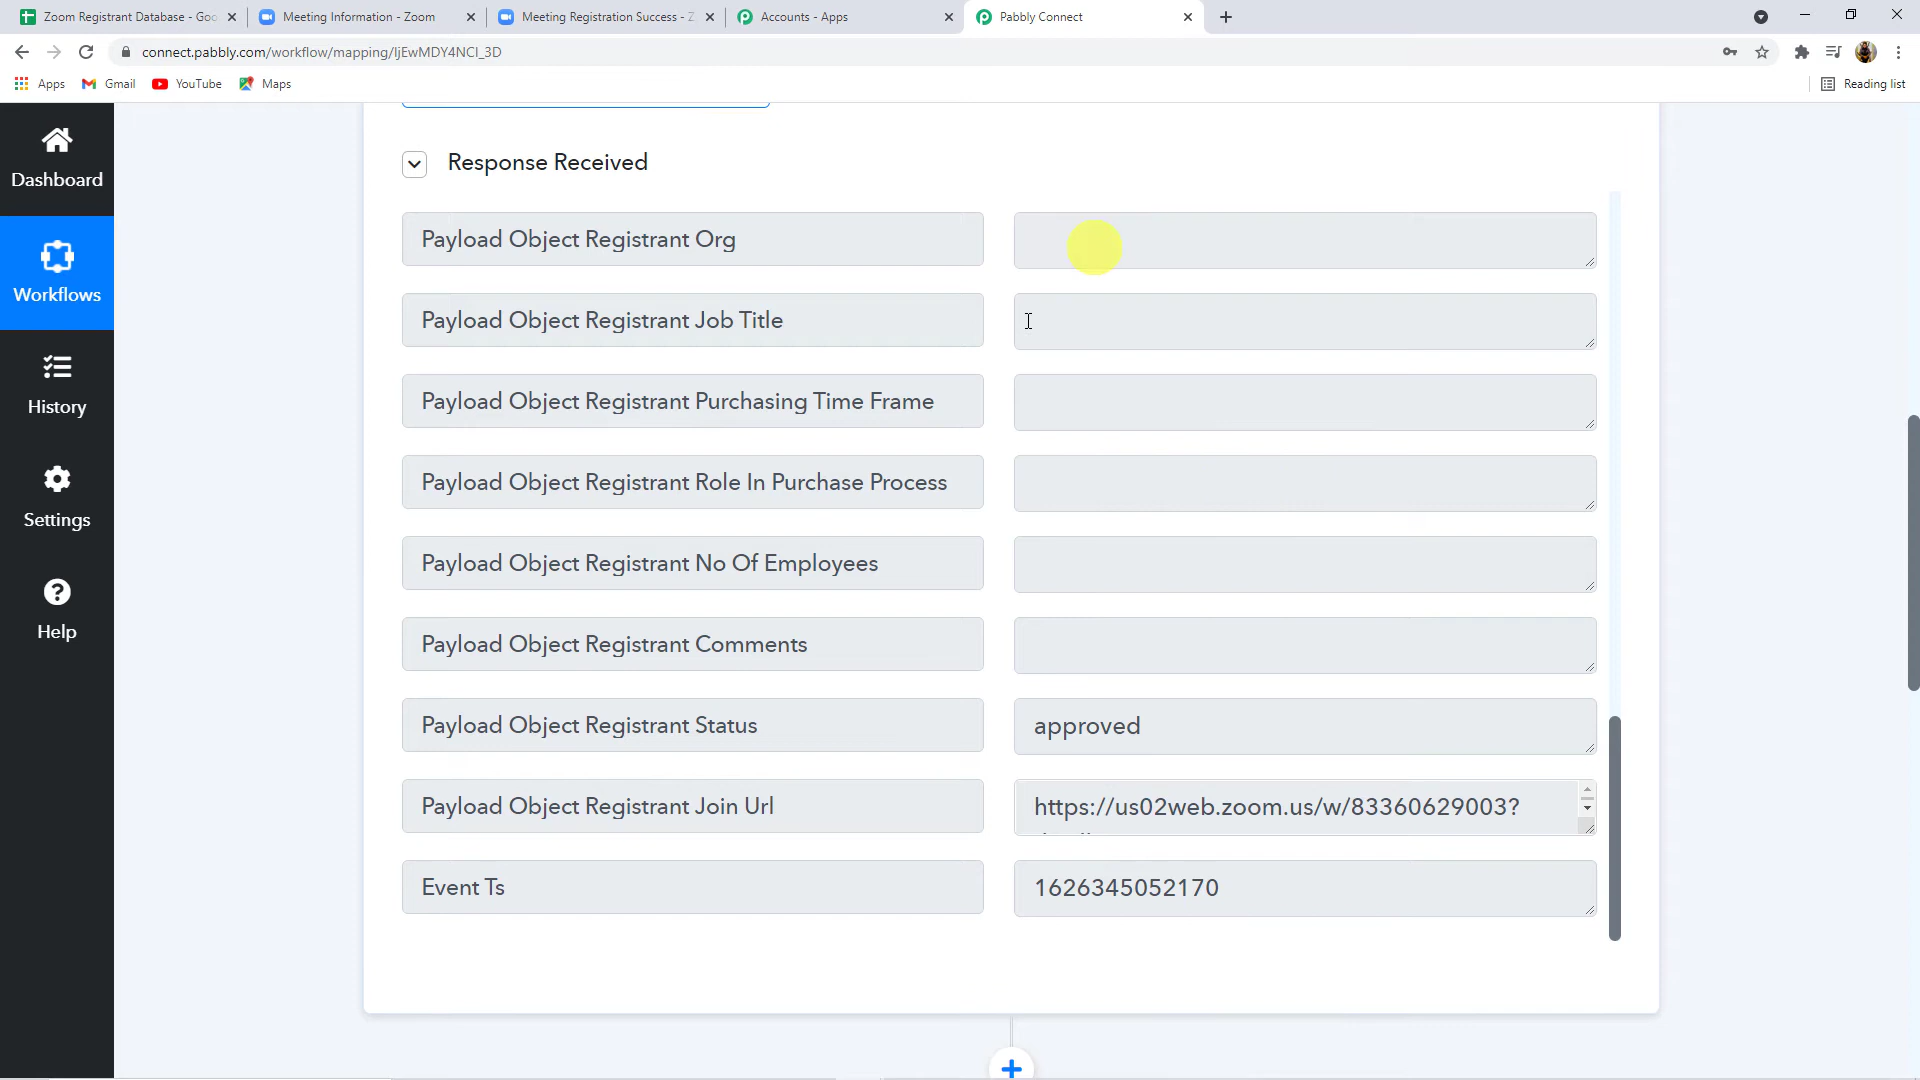 Zoom Registrant Database - Goo
Meeting Information - Zoom
Meeting Registration Success - Z
Accounts - Apps
Pabbly Connect
connect.pabbly.com/workflow/mapping/IjEwMDY4NCI_3D
Apps
Gmail
YouTube
Maps
Reading list
Dashboard
Workflows
History
Settings
Help
Response Received
Payload Object Registrant Org
Payload Object Registrant Job Title
Payload Object Registrant Purchasing Time Frame
Payload Object Registrant Role In Purchase Process
Payload Object Registrant No Of Employees
Payload Object Registrant Comments
Payload Object Registrant Status
approved
Payload Object Registrant Join Url
https://us02web.zoom.us/w/83360629003?
Event Ts
1626345052170